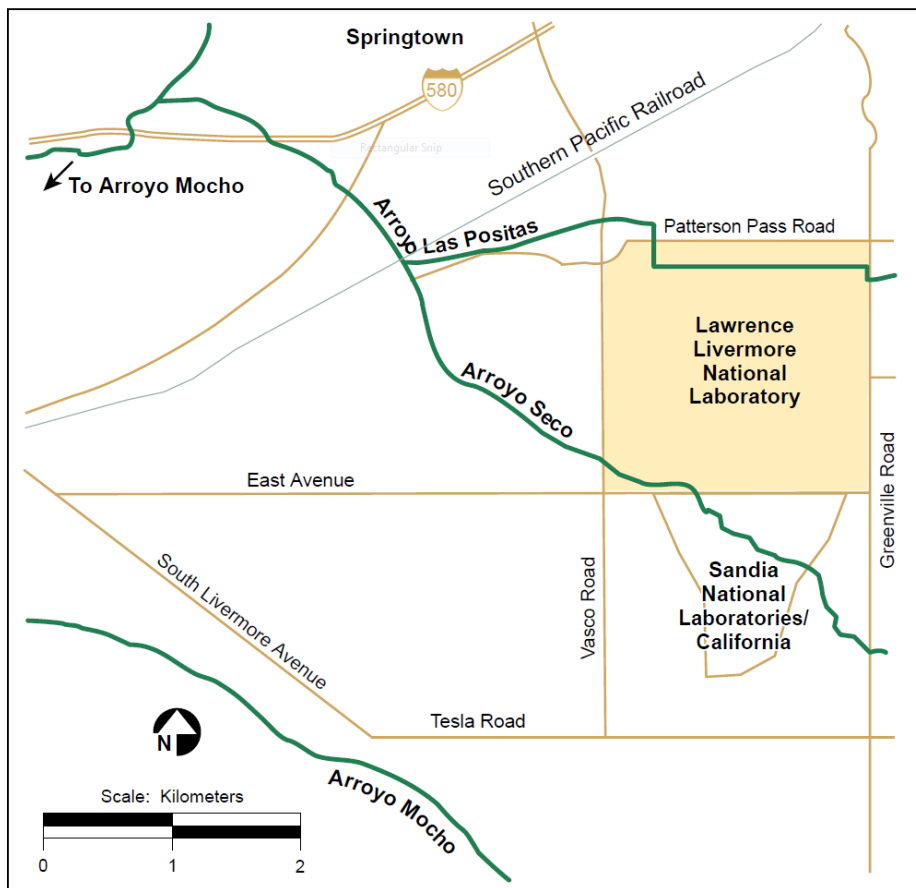 Springtown
580
Rectangular Snip
Southern Pacific Railroad
To Arroyo Mocho
Arroyo Las Positas
Patterson Pass Road
Lawrence
Livermore
National
Laboratory
Arroyo Seco
East Avenue
Greenville Road
South Livermore Avenue
Vasco Road
Sandia
National
Laboratories/
California
Tesla Road
N
Arroyo Mocho
Scale: Kilometers
0 1 2